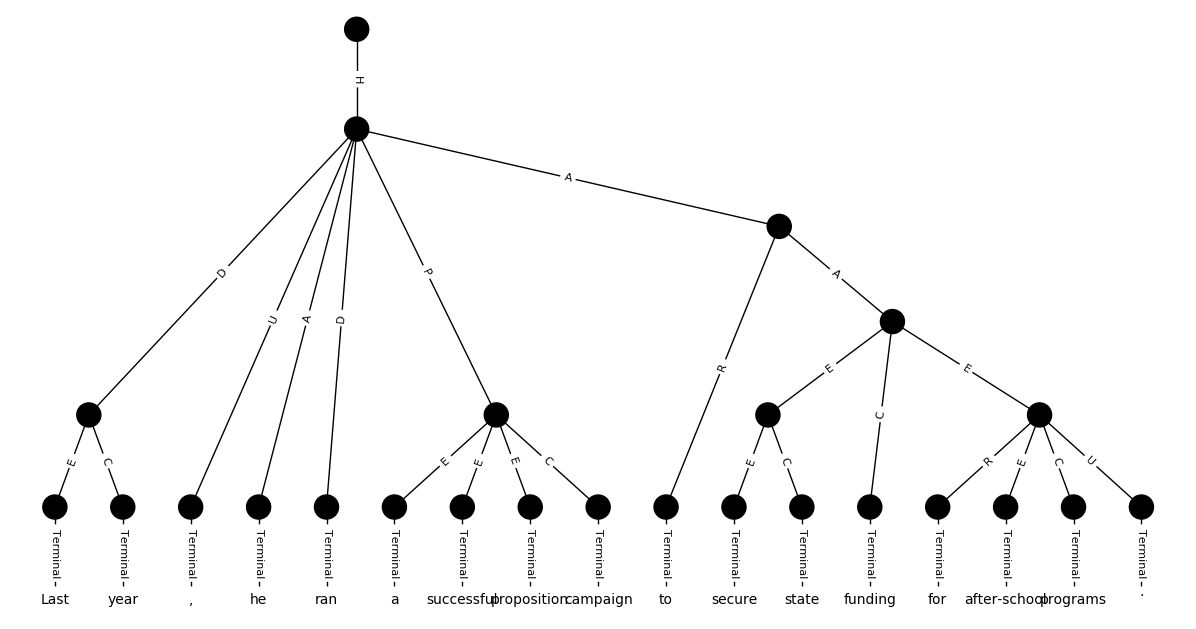 H
A
D
P
A
U
A
D
R
E
E
C
E
C
E
E
E
C
E
C
R
E
C
U
Terminal Terminal Terminal Terminal Terminal Terminal Terminal Terminal Terminal Terminal Terminal Terminal Terminal Terminal Terminal Terminal Terminal
Last year , he ran a successful proposition campaign to secure state funding for after-school programs .